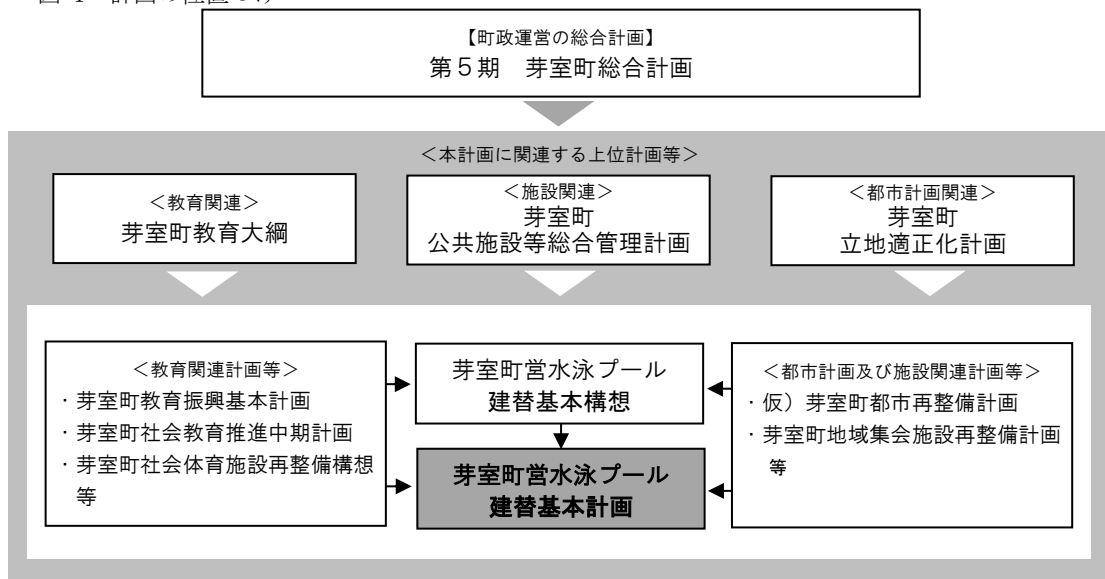 【町政運営の総合計画】
第５期　芽室町総合計画
＜本計画に関連する上位計画等＞
＜教育関連＞
芽室町教育大綱
＜施設関連＞
芽室町
公共施設等総合管理計画
＜都市計画関連＞
芽室町
立地適正化計画
＜教育関連計画等＞
・芽室町教育振興基本計画
・芽室町社会教育推進中期計画
・芽室町社会体育施設再整備構想
等
芽室町営水泳プール
建替基本構想
芽室町営水泳プール
建替基本計画
＜都市計画及び施設関連計画等＞
・仮）芽室町都市再整備計画
・芽室町地域集会施設再整備計画
等